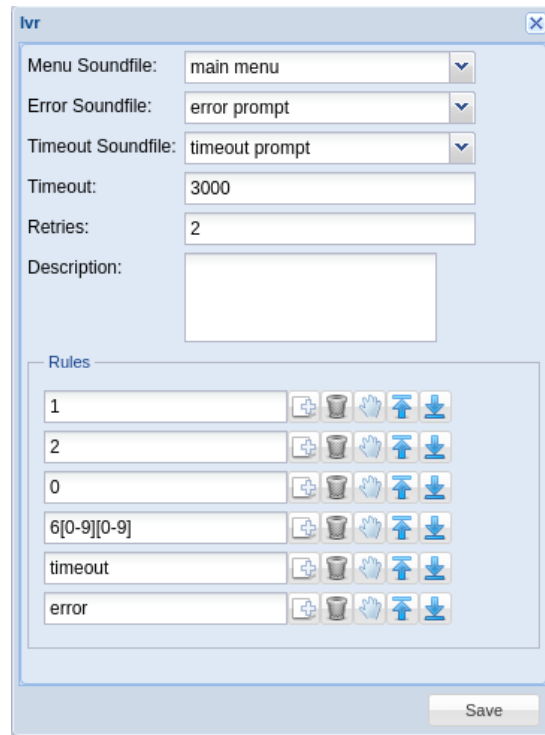 Ivr
Menu Soundfile: main menu
Error Soundfile: error prompt
Timeout Soundfile: timeout prompt
Timeout: 3000
Retries: 2
Description:
Rules
1
2
0
6[0-9][0-9]
timeout
error
Save